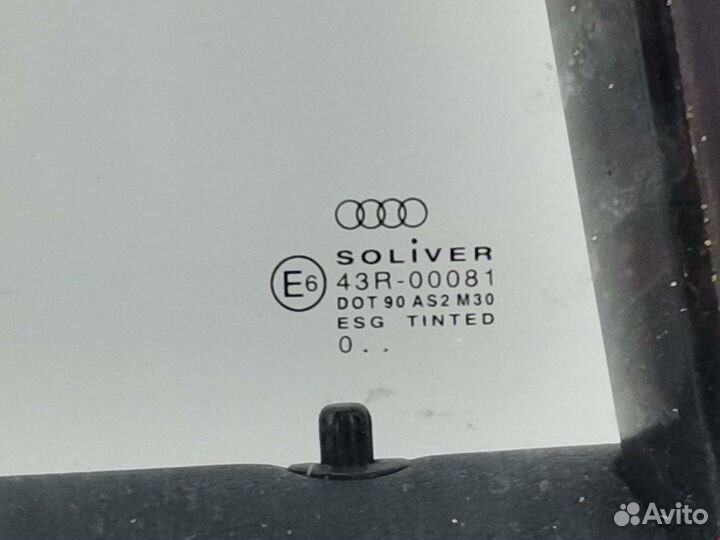 SOLiVER
E6 43R-00081
DOT 90 AS2 M30
ESG TINTED
0 . .
Avito